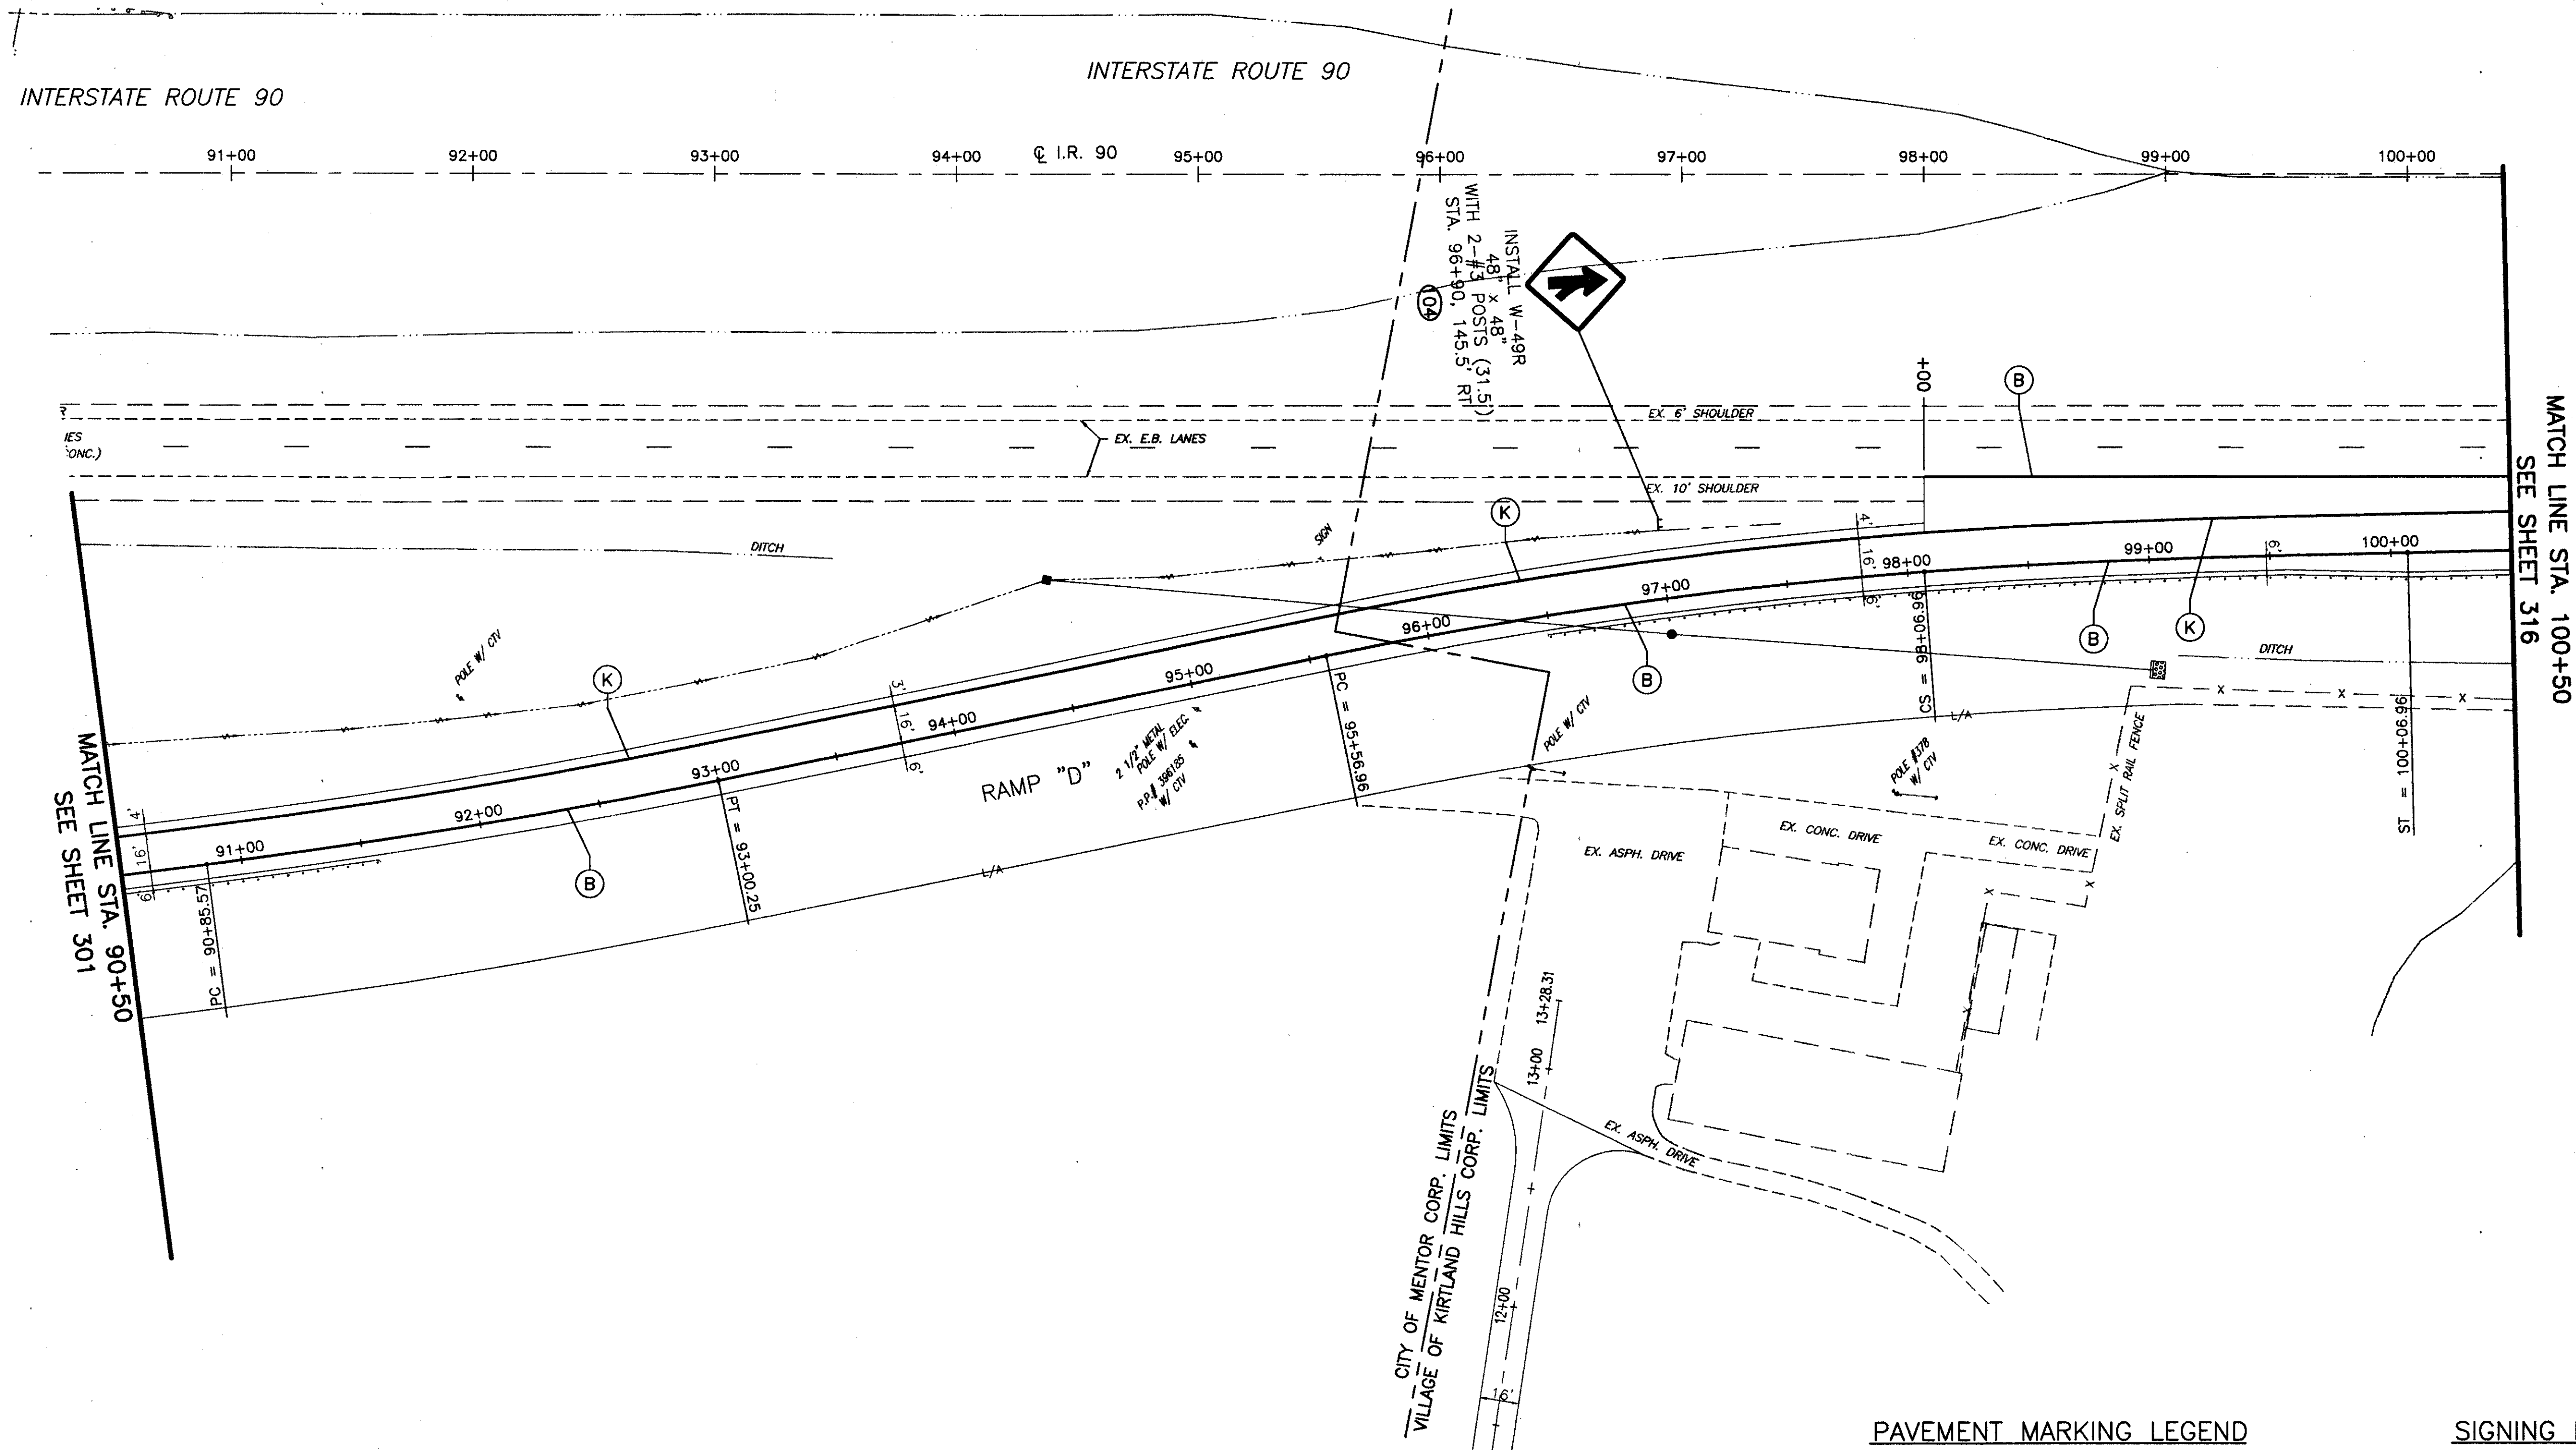 INTERSTATE ROUTE 90
INTERSTATE ROUTE 90
91+00
92+00
93+00
94+00
℄ I.R. 90
95+00
96+00
97+00
98+00
99+00
100+00
INSTALL W-49R
48" x 48"
WITH 2-#3 POSTS (31.5')
STA. 96+90, 145.5' RT
104
+00
B
EX. 6' SHOULDER
EX. E.B. LANES
EX. 10' SHOULDER
IES
CONC.)
DITCH
SIGN
K
4'
16'
6'
POLE W/ CTV
K
3'
16'
6'
91+00
92+00
93+00
94+00
95+00
96+00
97+00
98+00
99+00
100+00
6'
B
B
B
K
DITCH
4'
16'
6'
PC = 90+85.57
PT = 93+00.25
PC = 95+56.96
CS = 98+06.96
ST = 100+06.96
RAMP "D"
2 1/2" METAL
POLE W/ ELEC.
P.P.# 396185
W/ CTV
POLE W/ CTV
POLE #378
W/ CTV
L/A
L/A
EX. SPLIT RAIL FENCE
EX. ASPH. DRIVE
EX. CONC. DRIVE
EX. CONC. DRIVE
EX. ASPH. DRIVE
13+28.31
13+00
12+00
16'
CITY OF MENTOR CORP. LIMITS
VILLAGE OF KIRTLAND HILLS CORP. LIMITS
MATCH LINE STA. 90+50
SEE SHEET 301
MATCH LINE STA. 100+50
SEE SHEET 316
PAVEMENT MARKING LEGEND
SIGNING